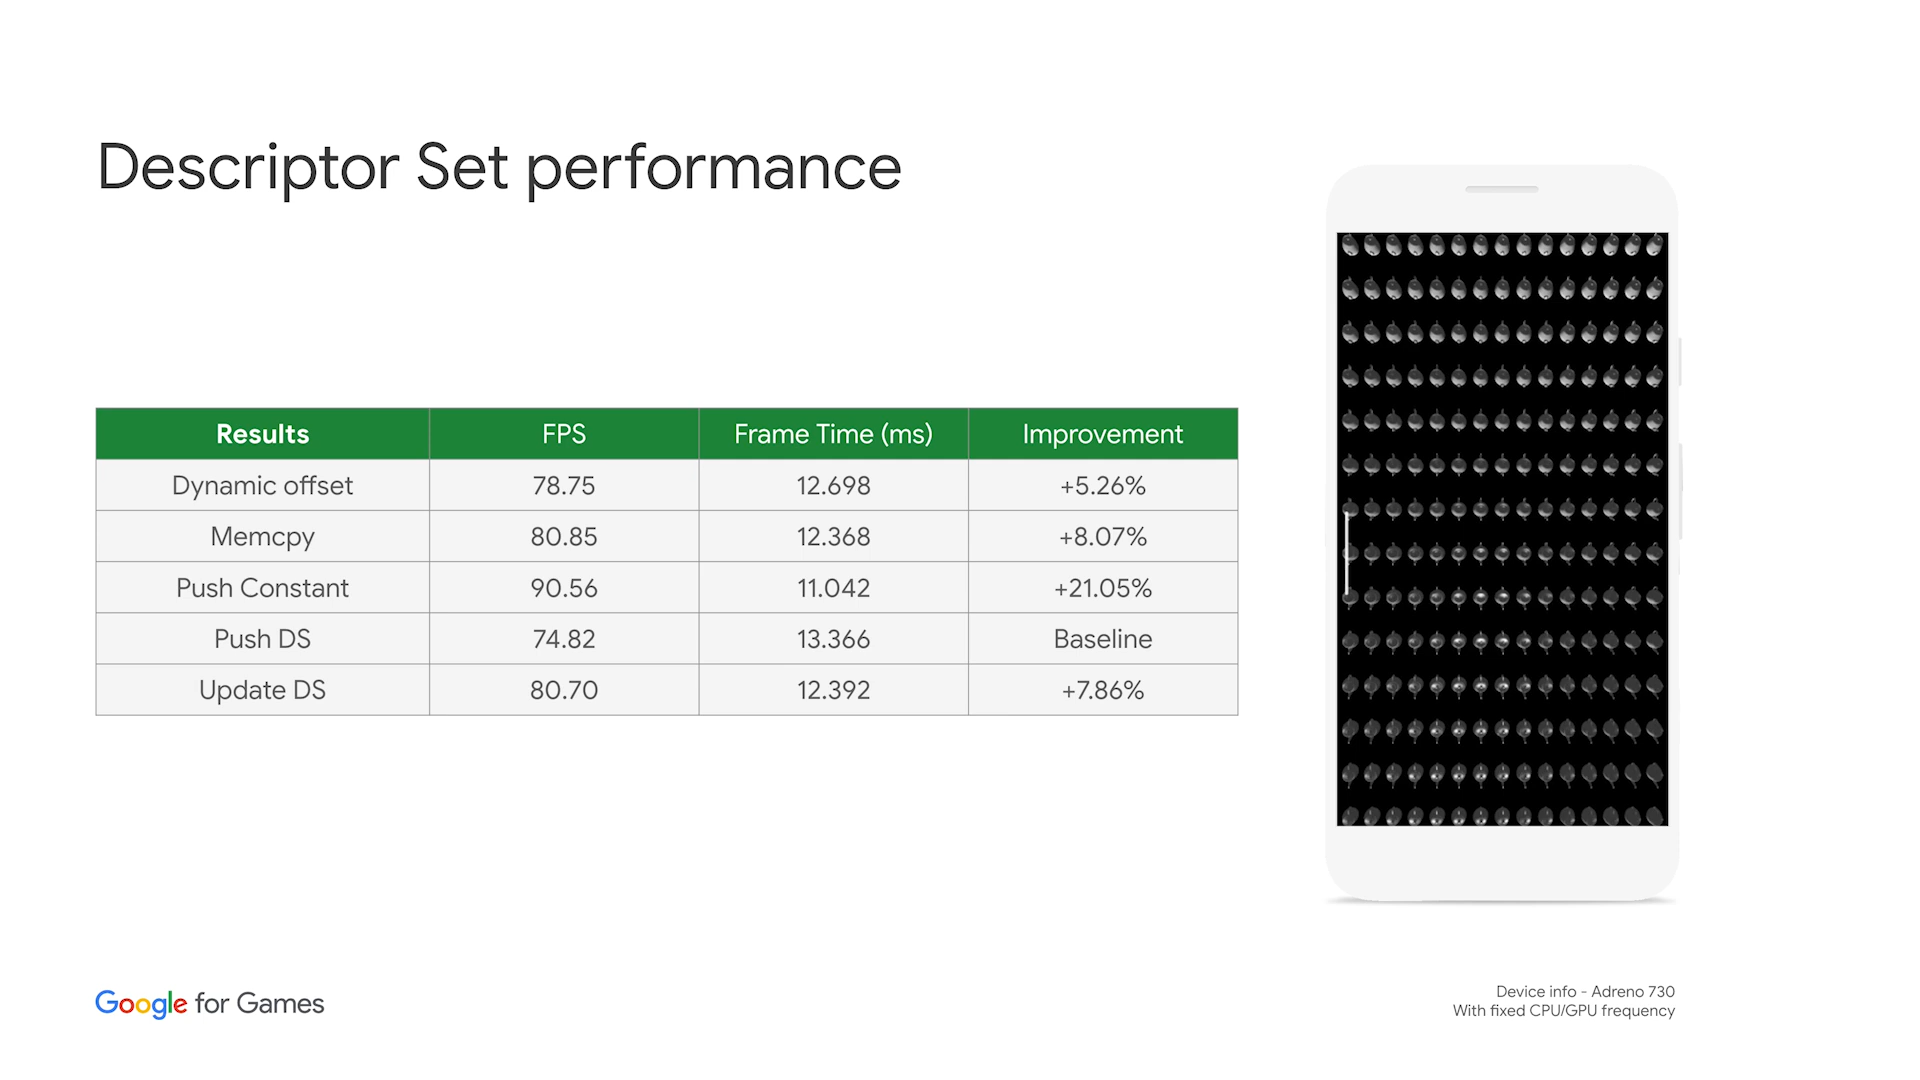 Descriptor Set performance
Results FPS Frame Time (ms) Improvement
Dynamic offset 78.75 12.698 +5.26%
Memcpy 80.85 12.368 +8.07%
Push Constant 90.56 11.042 +21.05%
Push DS 74.82 13.366 Baseline
Update DS 80.70 12.392 +7.86%
Google for Games
Device info - Adreno 730
With fixed CPU/GPU frequency